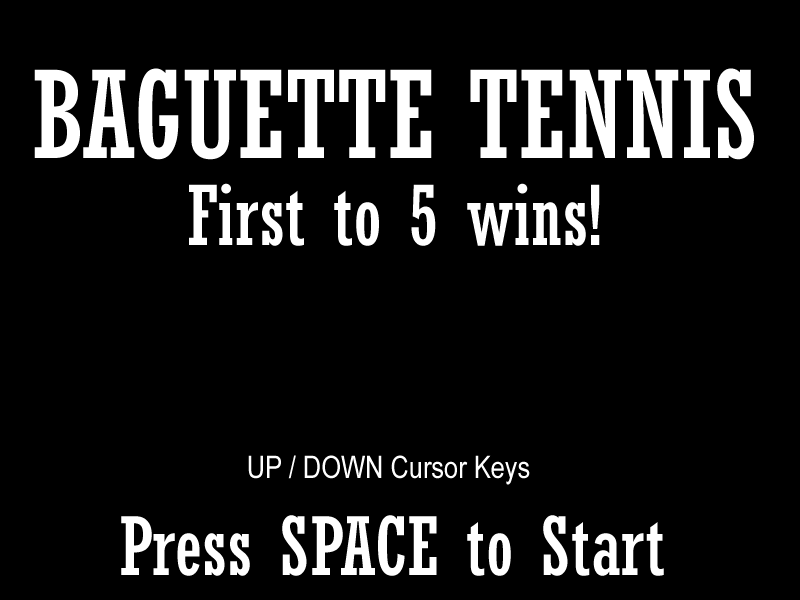 BAGUETTE TENNIS
First to 5 wins!
UP / DOWN Cursor Keys
Press SPACE to Start